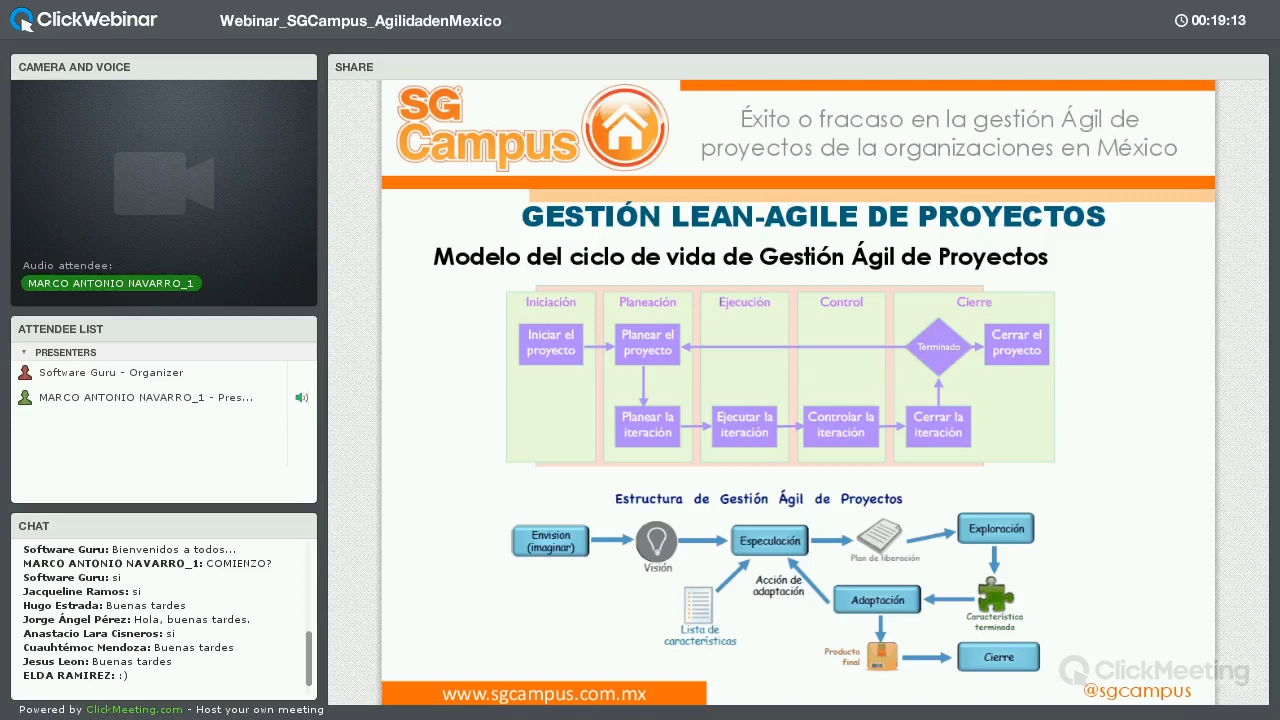 ClickWebinar
Webinar_SGCampus_AgilidadenMexico
00:19:13
CAMERA AND VOICE
Audio attendee:
MARCO ANTONIO NAVARRO_1
ATTENDEE LIST
PRESENTERS
Software Guru - Organizer
MARCO ANTONIO NAVARRO_1 - Pres...
CHAT
Software Guru: Bienvenidos a todos...
MARCO ANTONIO NAVARRO_1: COMIENZO?
Software Guru: si
Jacqueline Ramos: si
Hugo Estrada: Buenas tardes
Jorge Ángel Pérez: Hola, buenas tardes.
Anastacio Lara Cisneros: si
Cuauhtémoc Mendoza: Buenas tardes
Jesus Leon: Buenas tardes
ELDA RAMIREZ: :)
Powered by ClickMeeting.com - Host your own meeting
SHARE
SG
Campus
Éxito o fracaso en la gestión Ágil de
proyectos de la organizaciones en México
GESTIÓN LEAN-AGILE DE PROYECTOS
Modelo del ciclo de vida de Gestión Ágil de Proyectos
Iniciación Planeación Ejecución Control Cierre
Iniciar el
proyecto
Planear el
proyecto
Terminado
Cerrar el
proyecto
Planear la
iteración
Ejecutar la
iteración
Controlar la
iteración
Cerrar la
iteración
Estructura de Gestión Ágil de Proyectos
Envision
(imaginar)
Visión
Especulación
Plan de liberación
Exploración
Lista de
características
Acción de
adaptación
Adaptación
Característica
terminada
Producto
final
Cierre
ClickMeeting
www.sgcampus.com.mx
@sgcampus